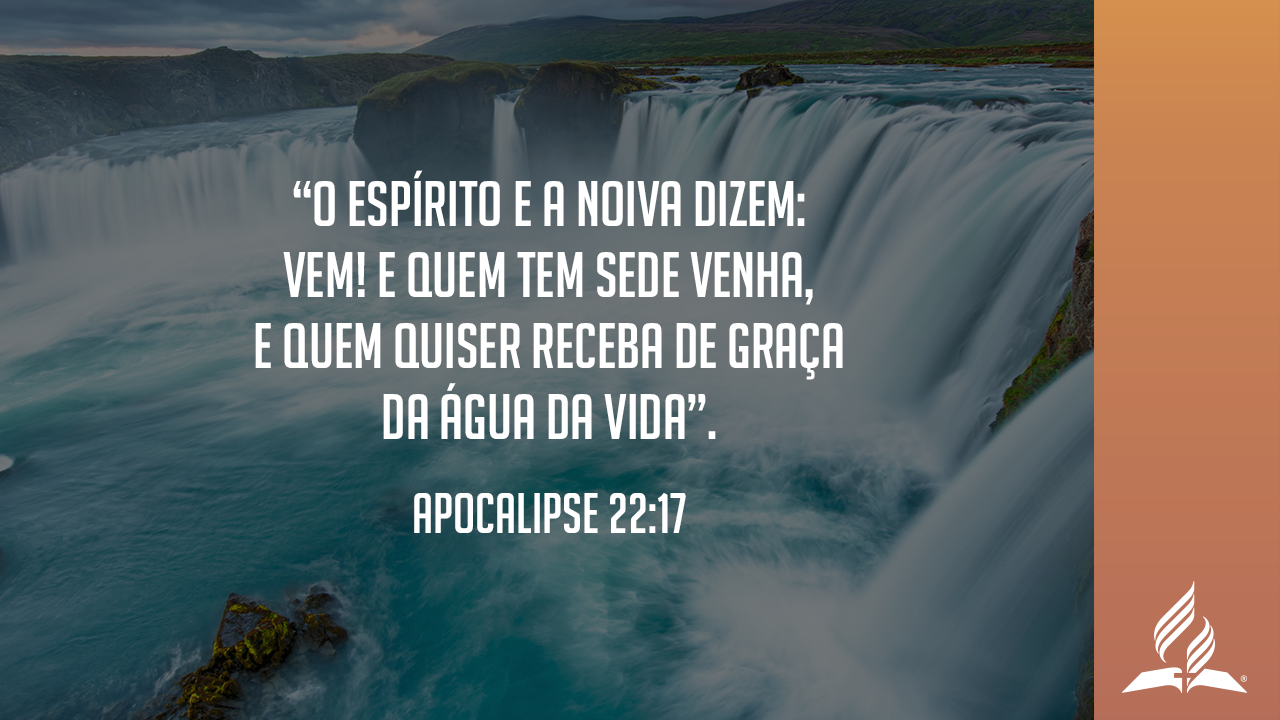 “O ESPÍRITO E A NOIVA DIZEM:
VEM! E QUEM TEM SEDE VENHA,
E QUEM QUISER RECEBA DE GRAÇA
DA ÁGUA DA VIDA”.
APOCALIPSE 22:17
®